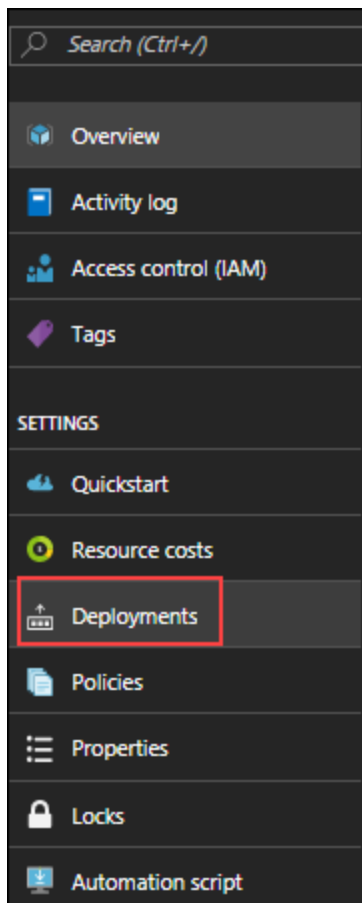 Search (Ctrl+/)
Overview
Activity log
Access control (IAM)
Tags
SETTINGS
Quickstart
Resource costs
Deployments
Policies
Properties
Locks
Automation script